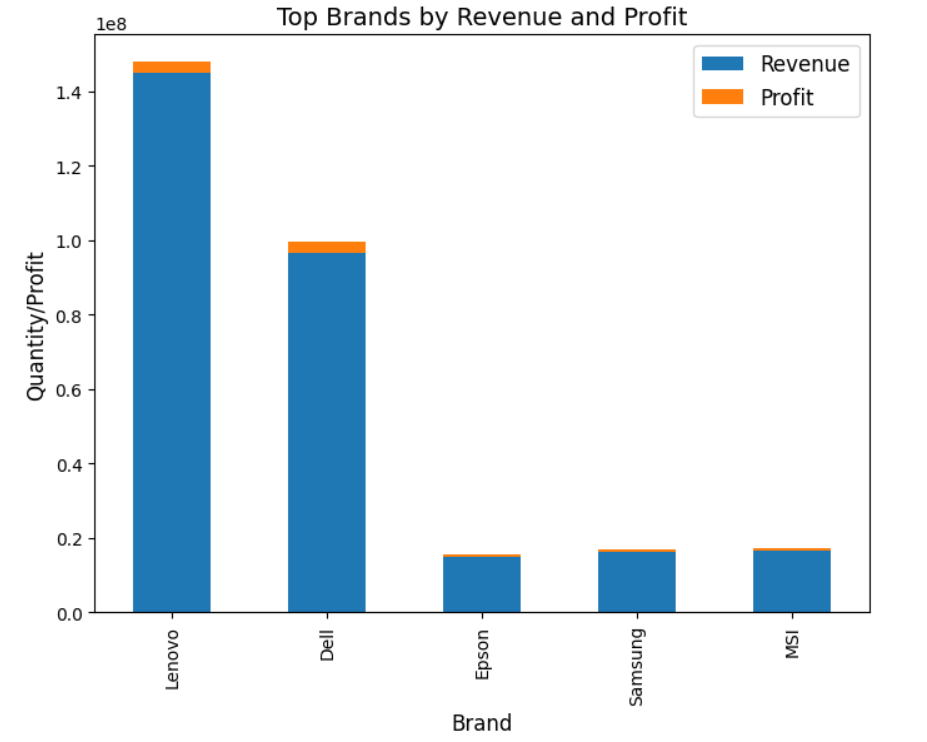 Top Brands by Revenue and Profit
1e8
Revenue
Profit
1.4
1.2
1.0
0.8
0.6
0.4
0.2
0.0
Quantity/Profit
Lenovo
Dell
Epson
Samsung
MSI
Brand